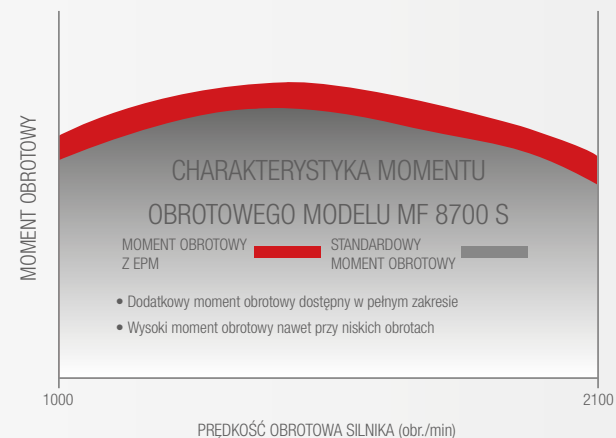 MOMENT OBROTOWY
CHARAKTERYSTYKA MOMENTU
OBROTOWEGO MODELU MF 8700 S
MOMENT OBROTOWY
Z EPM
STANDARDOWY
MOMENT OBROTOWY
• Dodatkowy moment obrotowy dostępny w pełnym zakresie
• Wysoki moment obrotowy nawet przy niskich obrotach
1000
2100
PRĘDKOŚĆ OBROTOWA SILNIKA (obr./min)